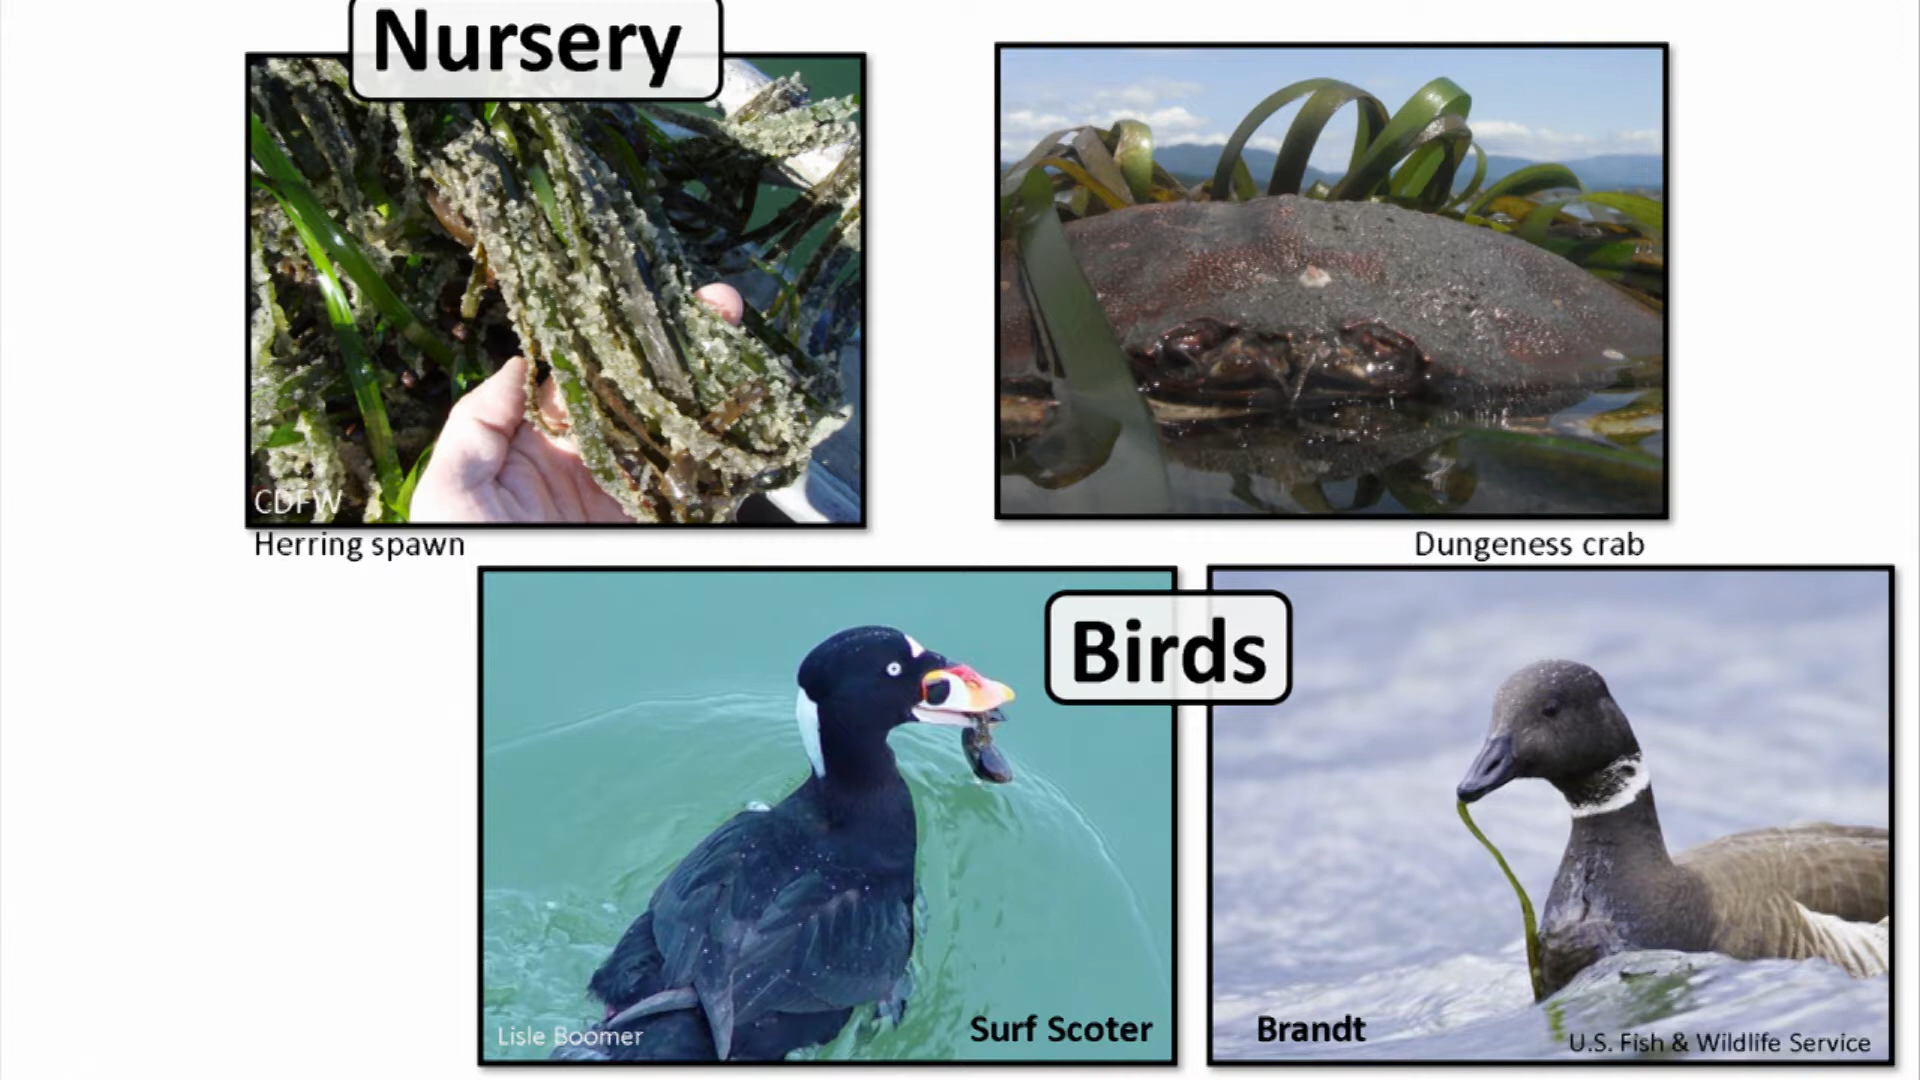 Nursery
CDFW
Herring spawn
Dungeness crab
Birds
Lisle Boomer
Surf Scoter
Brandt
U.S. Fish & Wildlife Service